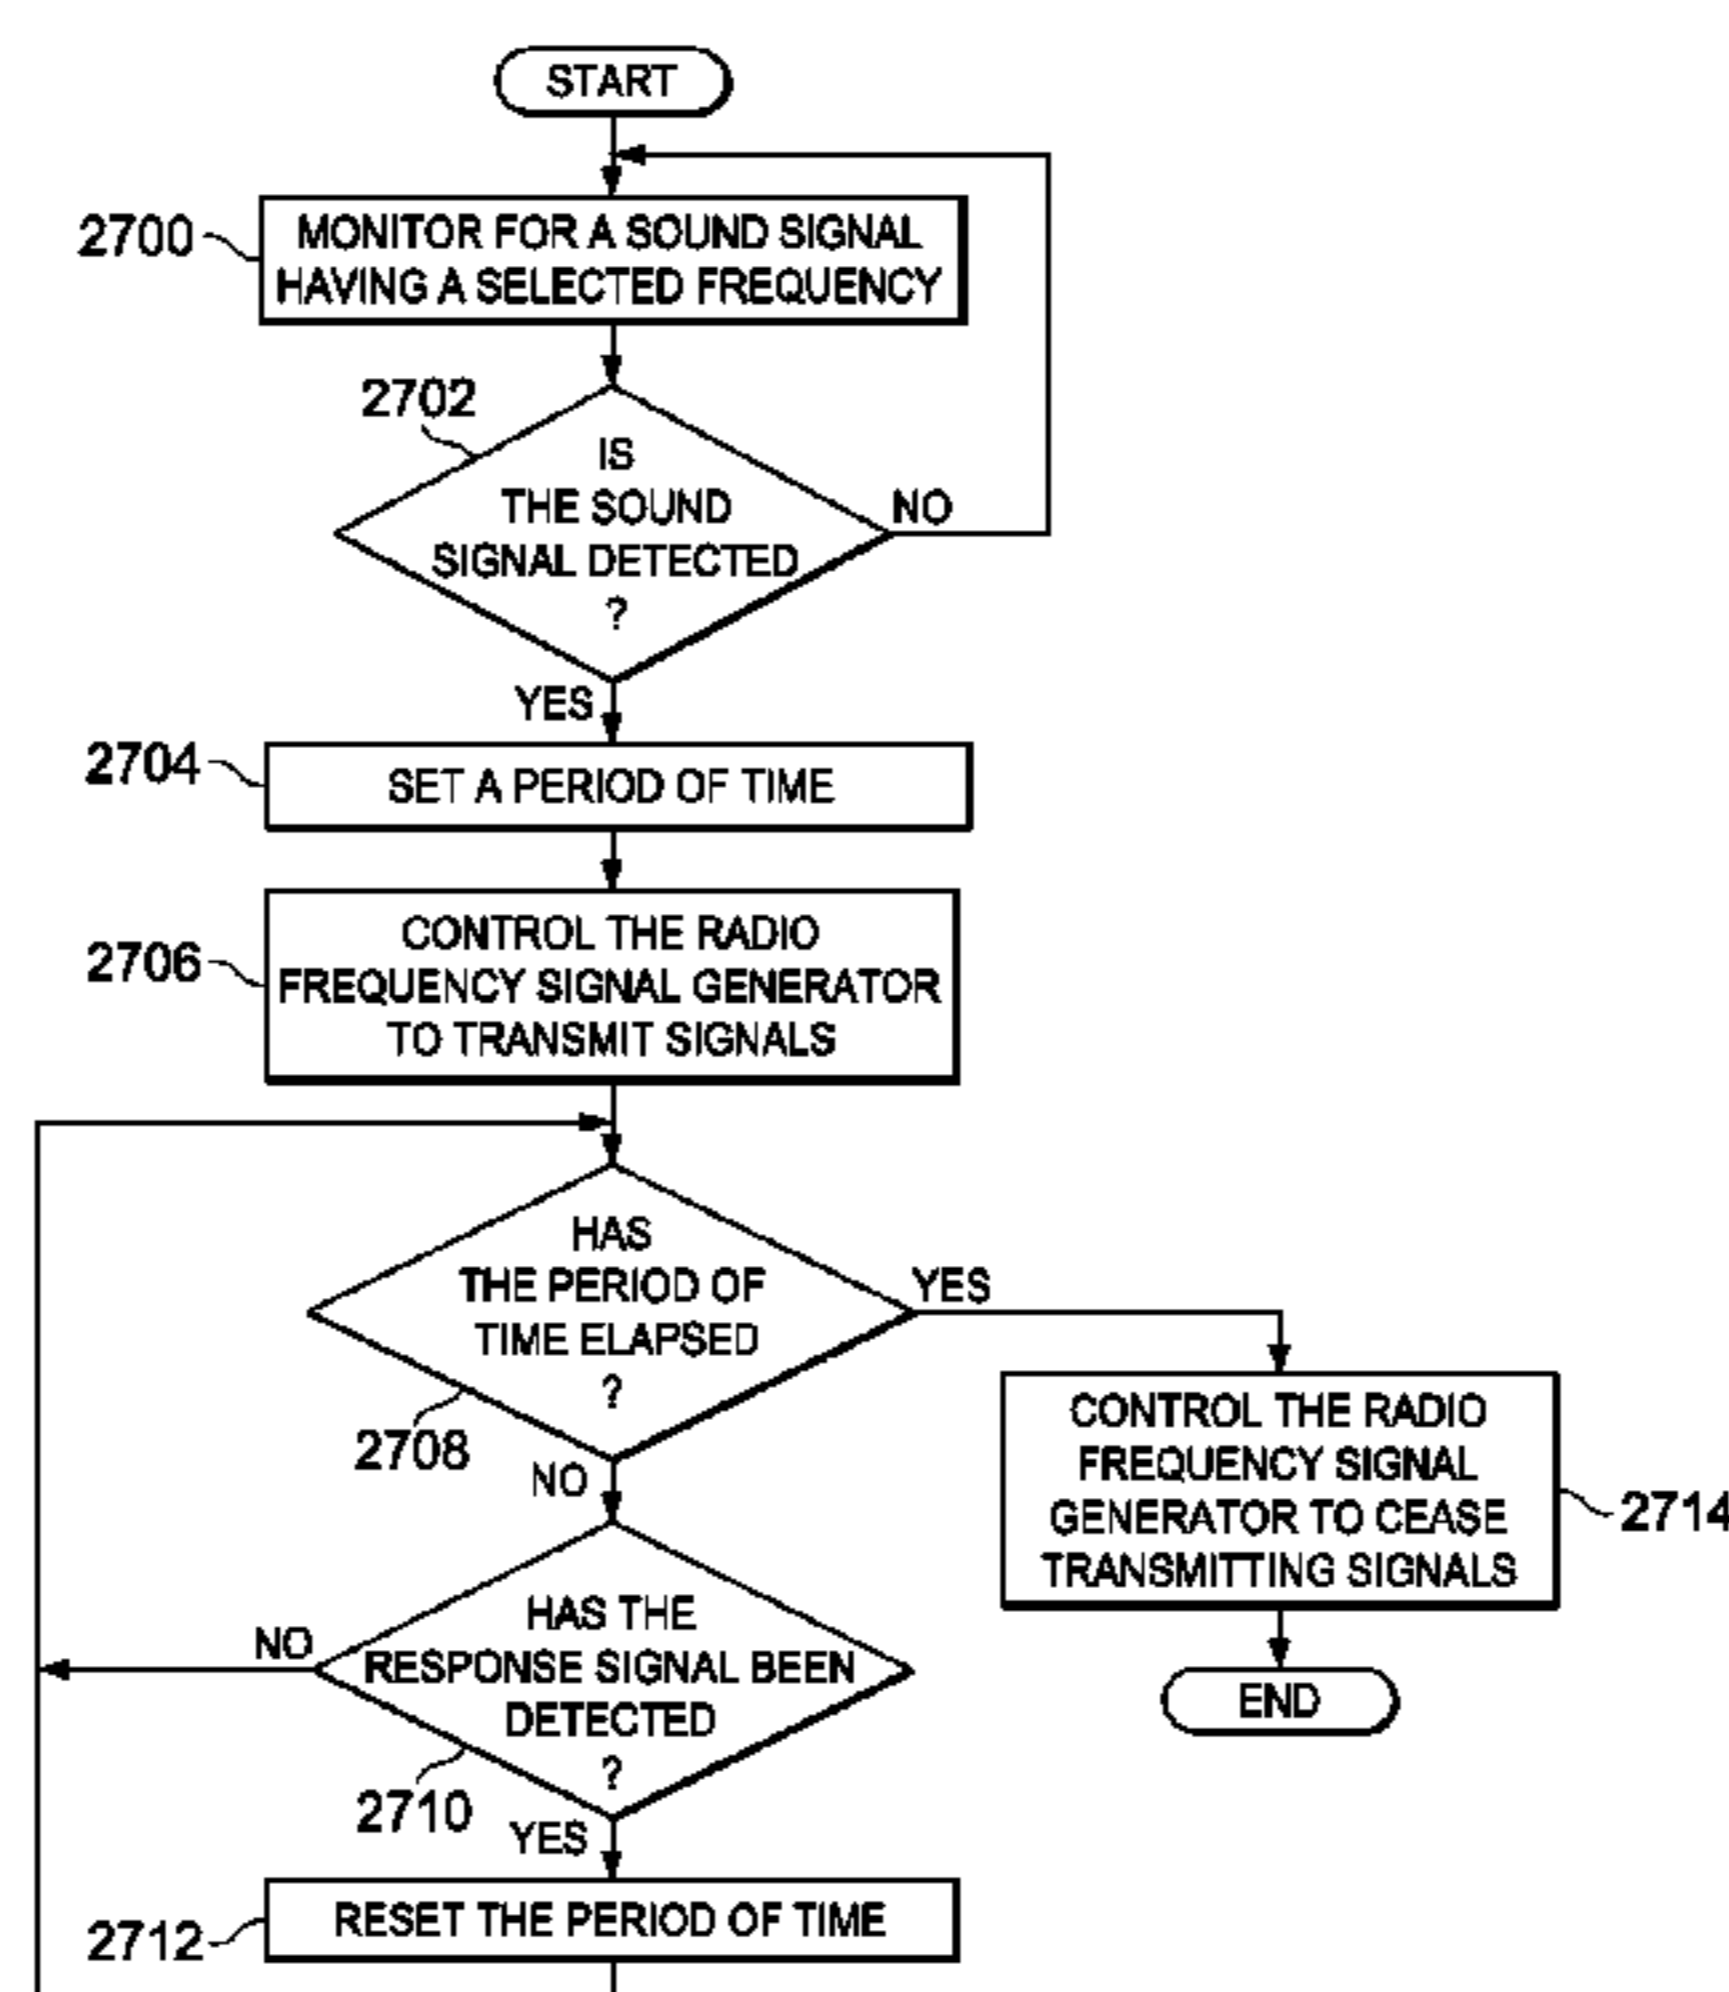 START
2700
MONITOR FOR A SOUND SIGNAL
HAVING A SELECTED FREQUENCY
2702
IS
THE SOUND
SIGNAL DETECTED
?
NO
YES
2704
SET A PERIOD OF TIME
2706
CONTROL THE RADIO
FREQUENCY SIGNAL GENERATOR
TO TRANSMIT SIGNALS
HAS
THE PERIOD OF
TIME ELAPSED
?
YES
2708
NO
CONTROL THE RADIO
FREQUENCY SIGNAL
GENERATOR TO CEASE
TRANSMITTING SIGNALS
2714
END
HAS THE
RESPONSE SIGNAL BEEN
DETECTED
?
NO
2710
YES
2712
RESET THE PERIOD OF TIME